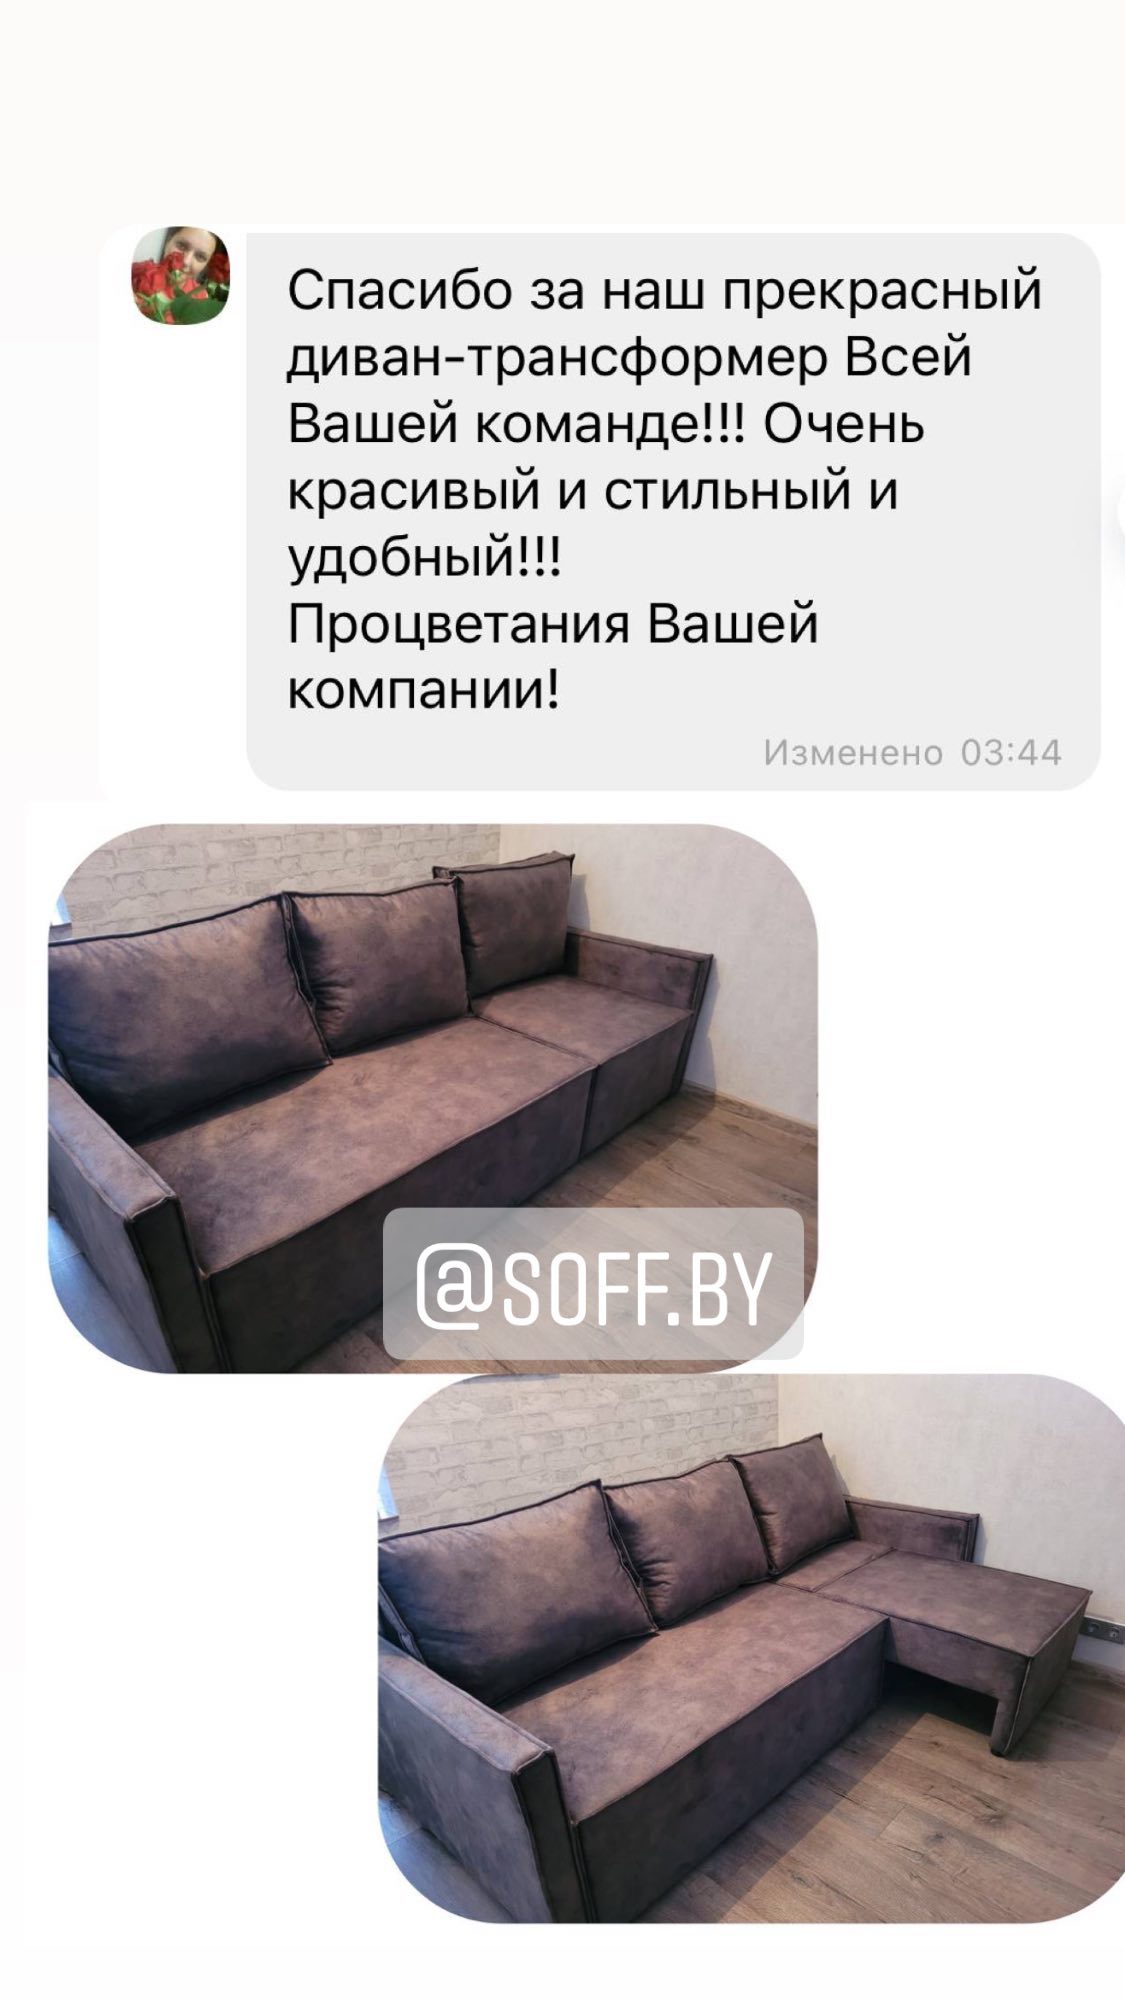 Спасибо за наш прекрасный
диван-трансформер Всей
Вашей команде!!! Очень
красивый и стильный и
удобный!!!
Процветания Вашей
компании!
Изменено 03:44
@SOFF.BY